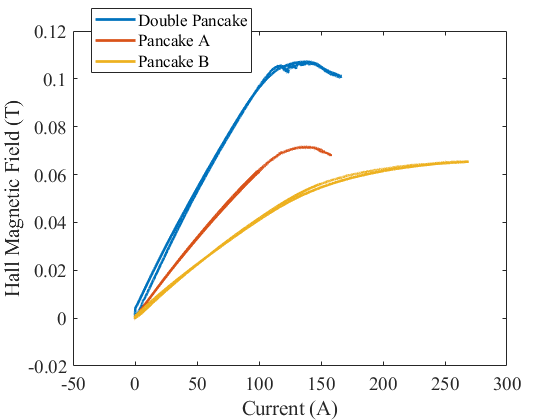 Double Pancake
Pancake A
Pancake B
0.12
0.1
0.08
0.06
0.04
0.02
0
-0.02
Hall Magnetic Field (T)
-50 0 50 100 150 200 250 300
Current (A)